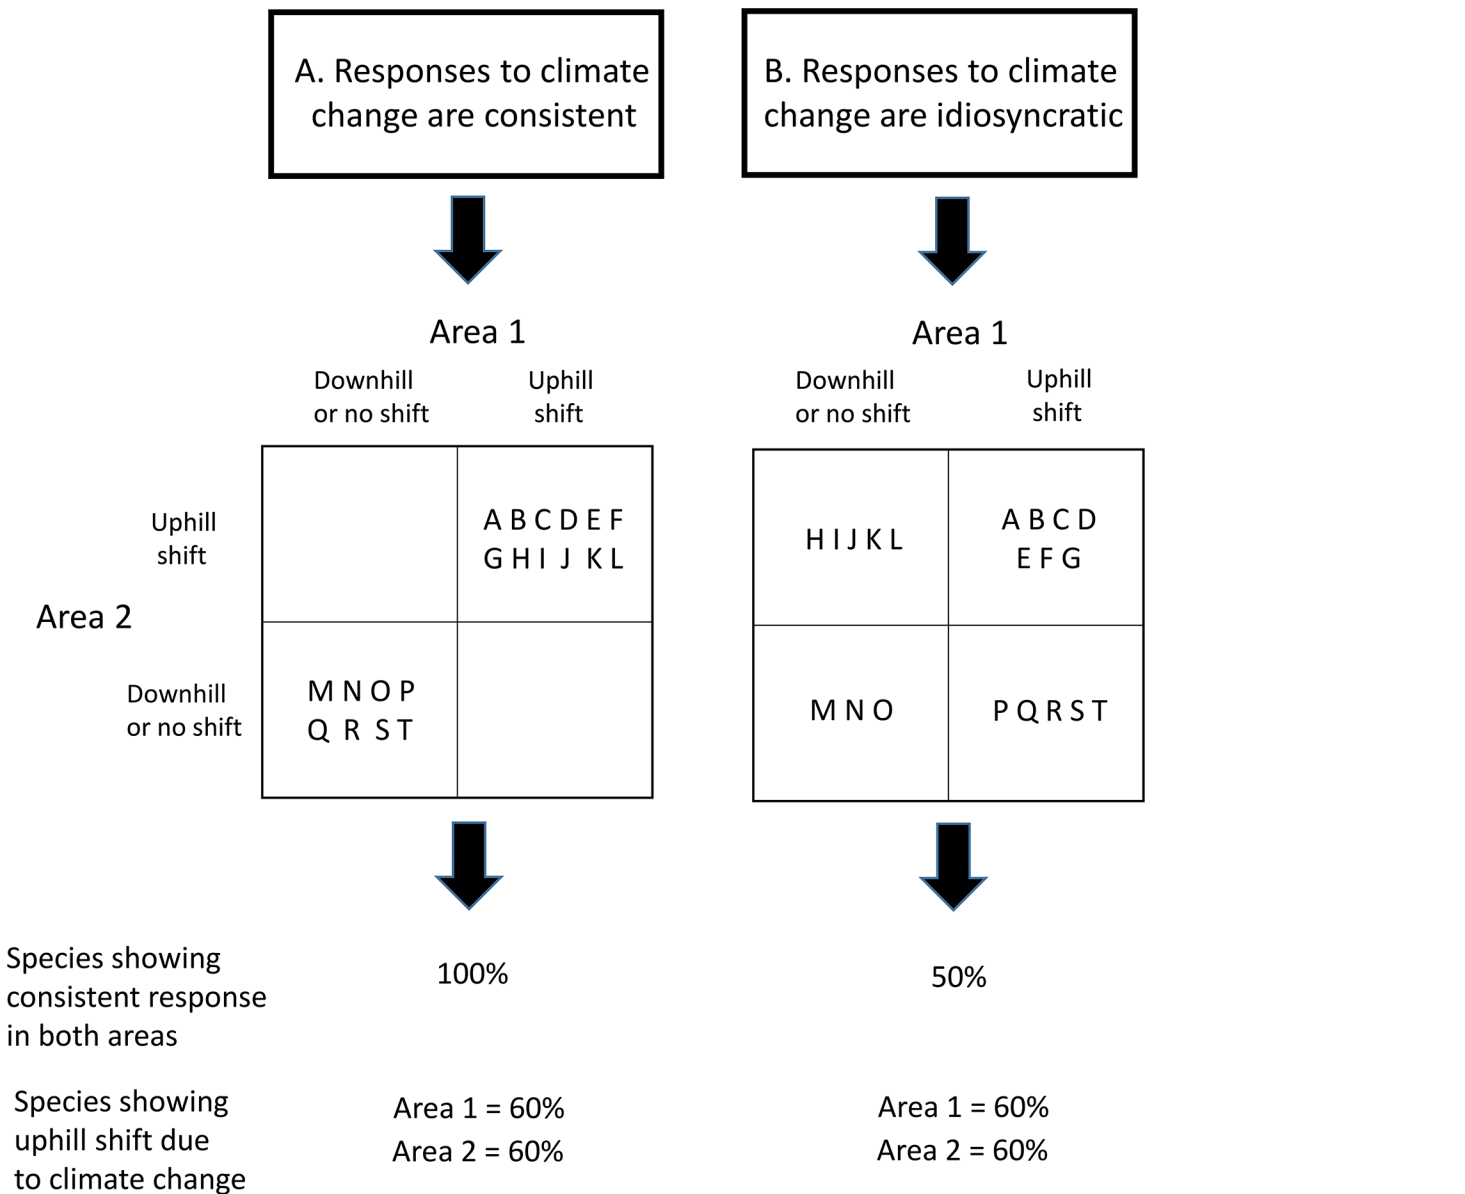 A. Responses to climate
change are consistent
B. Responses to climate
change are idiosyncratic
Area 1
Area 1
Downhill
or no shift
Uphill
shift
Downhill
or no shift
Uphill
shift
Uphill
shift
A B C D E F
G H I J K L
H I J K L
A B C D
E F G
Area 2
Downhill
or no shift
M N O P
Q R S T
M N O
P Q R S T
Species showing
consistent response
in both areas
100%
50%
Species showing
uphill shift due
to climate change
Area 1 = 60%
Area 2 = 60%
Area 1 = 60%
Area 2 = 60%